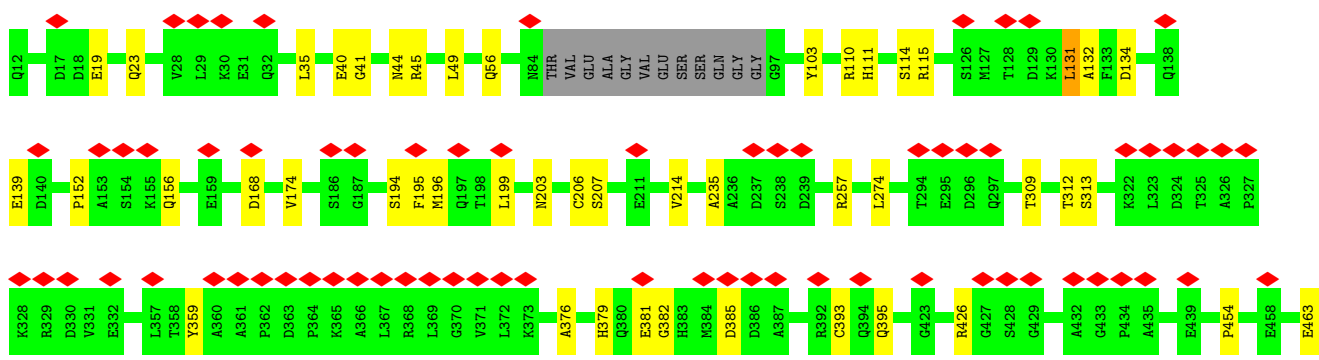 Q12 D17 D18 E19 Q23 V28 L29 K30 E31 Q32 L35 E40 G41 N44 R45 L49 Q56 N84 THR VAL GLU ALA GLY VAL GLU SER SER GLN GLY GLY G97 Y103 R110 H111 S114 R115 S126 M127 T128 D129 K130 L131 A132 F133 D134 Q138
E139 D140 P152 A153 S154 K155 Q156 E159 D168 V174 S186 G187 S194 F195 M196 Q197 T198 L199 N203 C206 S207 E211 V214 A235 A236 D237 S238 D239 R257 L274 T294 E295 D296 Q297 T309 T312 S313 K322 L323 D324 T325 A326 P327
K328 R329 D330 V331 E332 L357 T358 Y359 A360 A361 P362 D363 P364 K365 A366 L367 R368 L369 G370 V371 L372 K373 A376 H379 Q380 E381 G382 H383 M384 D385 D386 A387 R392 C393 Q394 Q395 G423 R426 G427 S428 G429 A432 G433 P434 A435 E439 P454 E458 E463